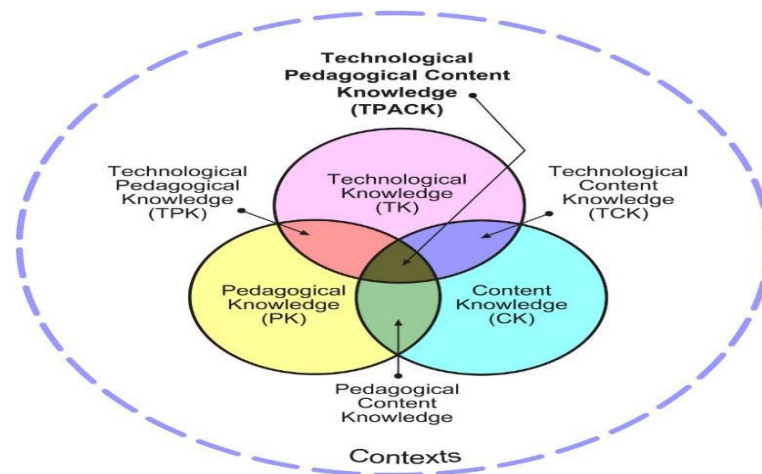 Technological
Pedagogical Content
Knowledge
(TPACK)
Technological
Pedagogical
Knowledge
(TPK)
Technological
Knowledge
(TK)
Technological
Content
Knowledge
(TCK)
Pedagogical
Knowledge
(PK)
Content
Knowledge
(CK)
Pedagogical
Content
Knowledge
Contexts